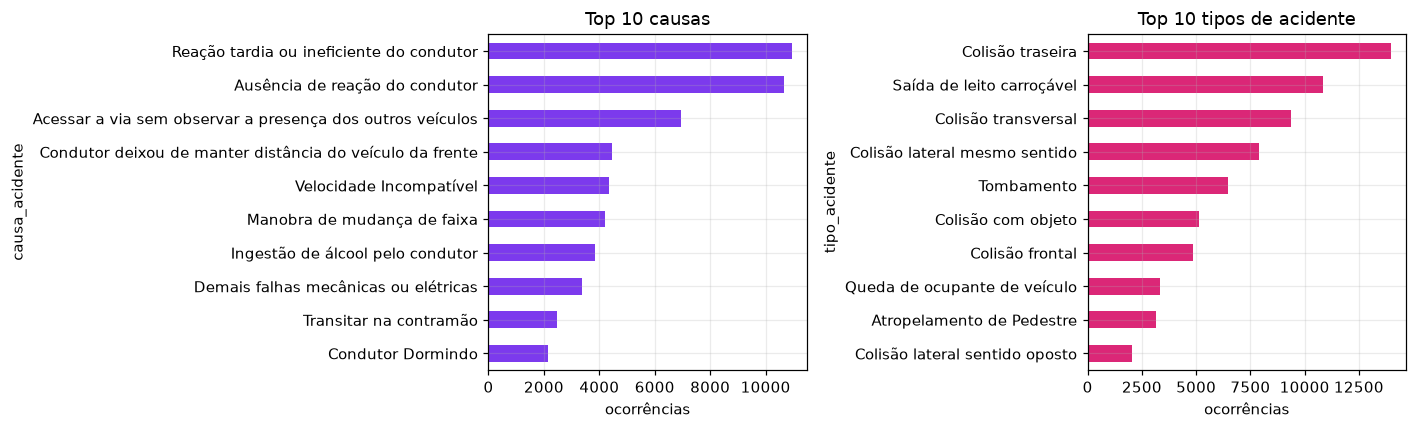 Top 10 causas
causa_acidente
Reação tardia ou ineficiente do condutor
Ausência de reação do condutor
Acessar a via sem observar a presença dos outros veículos
Condutor deixou de manter distância do veículo da frente
Velocidade Incompatível
Manobra de mudança de faixa
Ingestão de álcool pelo condutor
Demais falhas mecânicas ou elétricas
Transitar na contramão
Condutor Dormindo
0 2000 4000 6000 8000 10000
ocorrências
Top 10 tipos de acidente
tipo_acidente
Colisão traseira
Saída de leito carroçável
Colisão transversal
Colisão lateral mesmo sentido
Tombamento
Colisão com objeto
Colisão frontal
Queda de ocupante de veículo
Atropelamento de Pedestre
Colisão lateral sentido oposto
0 2500 5000 7500 10000 12500
ocorrências